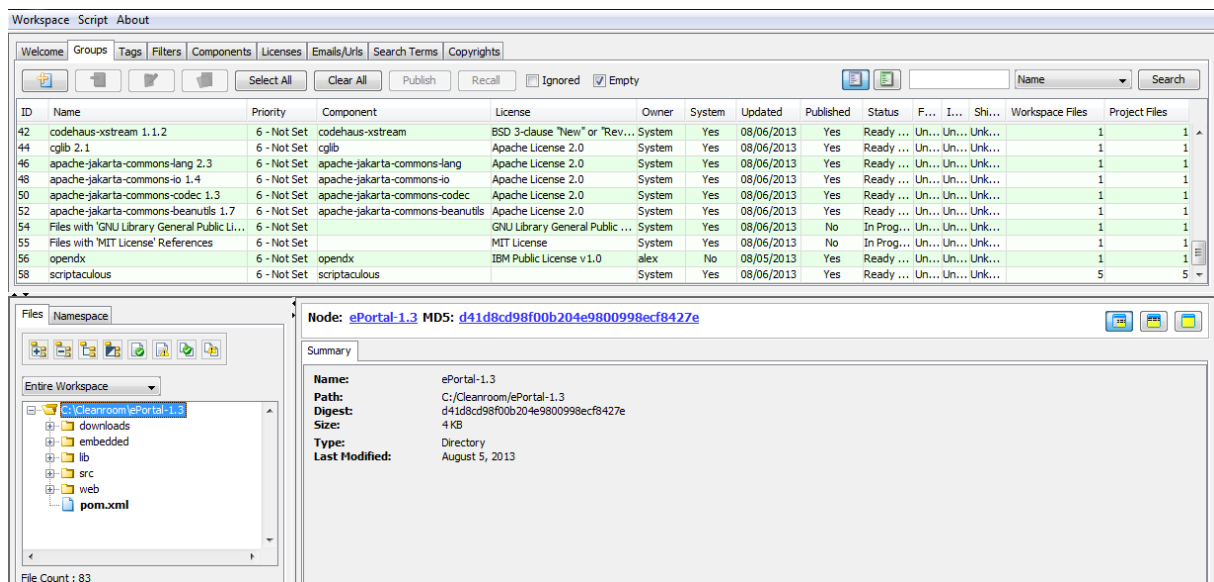 Workspace Script About
Welcome Groups Tags Filters Components Licenses Emails/Urls Search Terms Copyrights
Select All Clear All Publish Recall Ignored Empty Name Search
ID Name Priority Component License Owner System Updated Published Status F... I... Shi... Workspace Files Project Files
42 codehaus-xstream 1.1.2 6 - Not Set codehaus-xstream BSD 3-clause "New" or "Rev... System Yes 08/06/2013 Yes Ready ... Un... Un... Unk... 1 1
44 cglib 2.1 6 - Not Set cglib Apache License 2.0 System Yes 08/06/2013 Yes Ready ... Un... Un... Unk... 1 1
46 apache-jakarta-commons-lang 2.3 6 - Not Set apache-jakarta-commons-lang Apache License 2.0 System Yes 08/06/2013 Yes Ready ... Un... Un... Unk... 1 1
48 apache-jakarta-commons-io 1.4 6 - Not Set apache-jakarta-commons-io Apache License 2.0 System Yes 08/06/2013 Yes Ready ... Un... Un... Unk... 1 1
50 apache-jakarta-commons-codec 1.3 6 - Not Set apache-jakarta-commons-codec Apache License 2.0 System Yes 08/06/2013 Yes Ready ... Un... Un... Unk... 1 1
52 apache-jakarta-commons-beanutils 1.7 6 - Not Set apache-jakarta-commons-beanutils Apache License 2.0 System Yes 08/06/2013 Yes Ready ... Un... Un... Unk... 1 1
54 Files with 'GNU Library General Public Li... 6 - Not Set GNU Library General Public ... System Yes 08/06/2013 No In Prog... Un... Un... Unk... 1 1
55 Files with 'MIT License' References 6 - Not Set MIT License System Yes 08/06/2013 No In Prog... Un... Un... Unk... 1 1
56 opendx 6 - Not Set opendx IBM Public License v1.0 alex No 08/05/2013 Yes Ready ... Un... Un... Unk... 1 1
58 scriptaculous 6 - Not Set scriptaculous System Yes 08/06/2013 Yes Ready ... Un... Un... Unk... 5 5
Files Namespace
Entire Workspace
C:\Cleanroom\ePortal-1.3
downloads
embedded
lib
src
web
pom.xml
File Count : 83
Node: ePortal-1.3 MD5: d41d8cd98f00b204e9800998ecf8427e
Summary
Name: ePortal-1.3
Path: C:/Cleanroom/ePortal-1.3
Digest: d41d8cd98f00b204e9800998ecf8427e
Size: 4 KB
Type: Directory
Last Modified: August 5, 2013